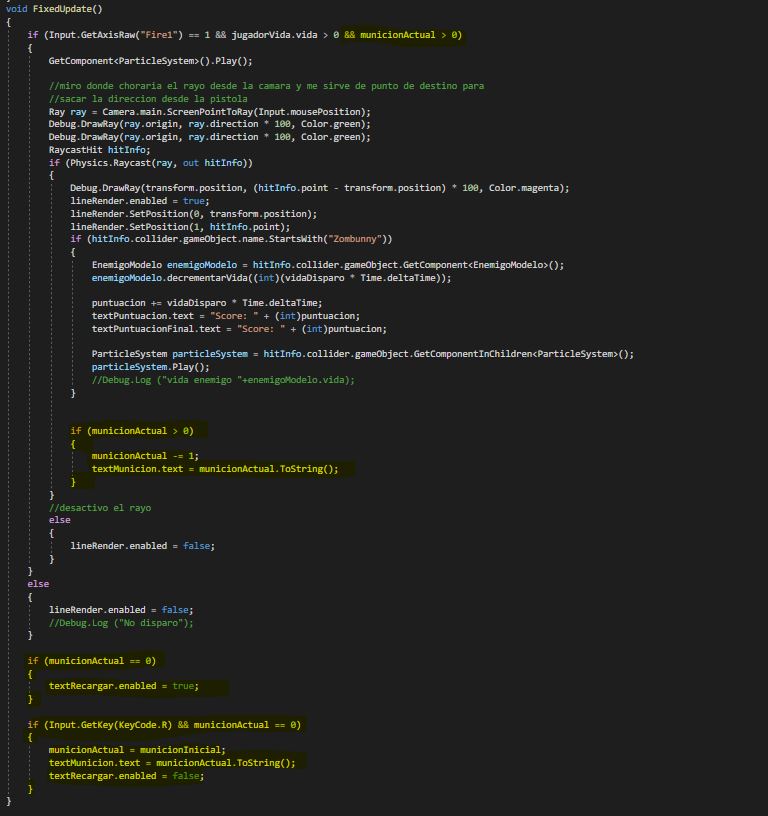 void FixedUpdate()
{
if (Input.GetAxisRaw("Fire1") == 1 && jugadorVida.vida > 0 && municionActual > 0)
{
GetComponent<ParticleSystem>().Play();
//miro donde choraria el rayo desde la camara y me sirve de punto de destino para
//sacar la direccion desde la pistola
Ray ray = Camera.main.ScreenPointToRay(Input.mousePosition);
Debug.DrawRay(ray.origin, ray.direction * 100, Color.green);
Debug.DrawRay(ray.origin, ray.direction * 100, Color.green);
RaycastHit hitInfo;
if (Physics.Raycast(ray, out hitInfo))
{
Debug.DrawRay(transform.position, (hitInfo.point - transform.position) * 100, Color.magenta);
lineRender.enabled = true;
lineRender.SetPosition(0, transform.position);
lineRender.SetPosition(1, hitInfo.point);
if (hitInfo.collider.gameObject.name.StartsWith("Zombunny"))
{
EnemigoModelo enemigoModelo = hitInfo.collider.gameObject.GetComponent<EnemigoModelo>();
enemigoModelo.decrementarVida((int)(vidaDisparo * Time.deltaTime));
puntuacion += vidaDisparo * Time.deltaTime;
textPuntuacion.text = "Score: " + (int)puntuacion;
textPuntuacionFinal.text = "Score: " + (int)puntuacion;
ParticleSystem particleSystem = hitInfo.collider.gameObject.GetComponentInChildren<ParticleSystem>();
particleSystem.Play();
//Debug.Log ("vida enemigo "+enemigoModelo.vida);
}
if (municionActual > 0)
{
municionActual -= 1;
textMunicion.text = municionActual.ToString();
}
}
//desactivo el rayo
else
{
lineRender.enabled = false;
}
}
else
{
lineRender.enabled = false;
//Debug.Log ("No disparo");
}
if (municionActual == 0)
{
textRecargar.enabled = true;
}
if (Input.GetKey(KeyCode.R) && municionActual == 0)
{
municionActual = municionInicial;
textMunicion.text = municionActual.ToString();
textRecargar.enabled = false;
}
}